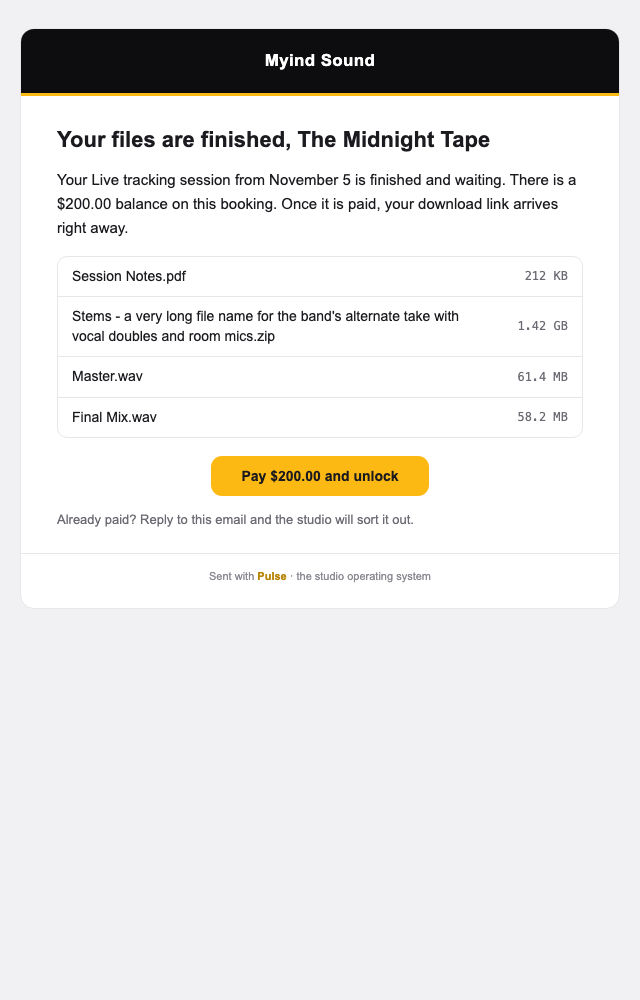 Myind Sound
Your files are finished, The Midnight Tape
Your Live tracking session from November 5 is finished and waiting. There is a
$200.00 balance on this booking. Once it is paid, your download link arrives
right away.
Session Notes.pdf 212 KB
Stems - a very long file name for the band's alternate take with
vocal doubles and room mics.zip 1.42 GB
Master.wav 61.4 MB
Final Mix.wav 58.2 MB
Pay $200.00 and unlock
Already paid? Reply to this email and the studio will sort it out.
Sent with Pulse · the studio operating system